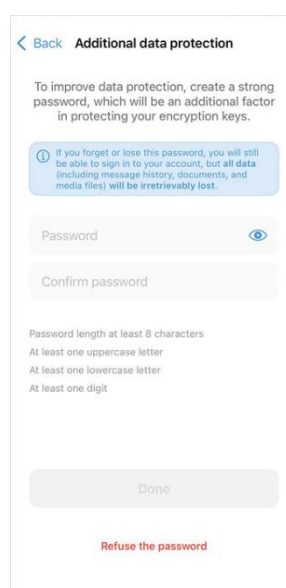 Back Additional data protection
To improve data protection, create a strong
password, which will be an additional factor
in protecting your encryption keys.
If you forget or lose this password, you will still
be able to sign in to your account, but all data
(including message history, documents, and
media files) will be irretrievably lost.
Password
Confirm password
Password length at least 8 characters
At least one uppercase letter
At least one lowercase letter
At least one digit
Done
Refuse the password